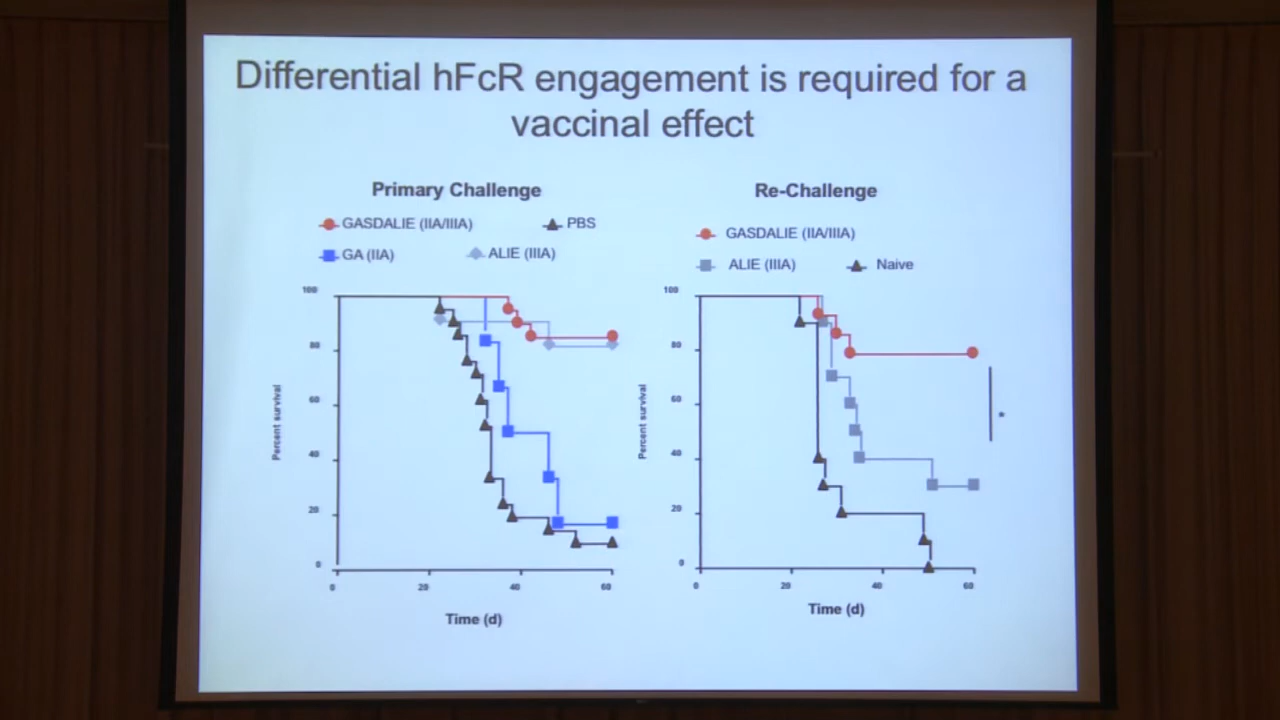 Differential hFcR engagement is required for a
vaccinal effect
Primary Challenge
GASDALIE (IIA/IIIA)
PBS
GA (IIA)
ALIE (IIIA)
100
80
60
40
20
0
Percent survival
0
20
40
60
Time (d)
Re-Challenge
GASDALIE (IIA/IIIA)
ALIE (IIIA)
Naive
100
80
60
40
20
0
Percent survival
0
20
40
60
Time (d)
*